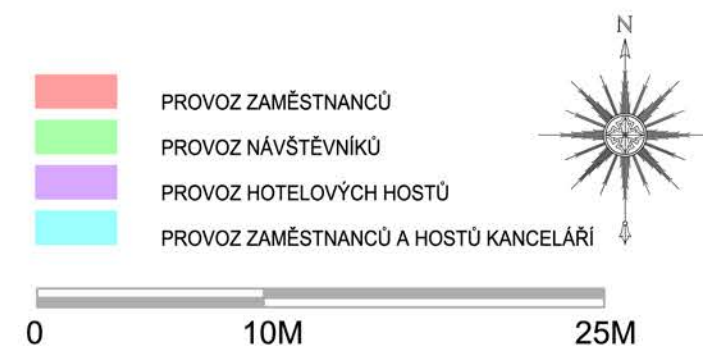 N
PROVOZ ZAMĚSTNANCŮ
PROVOZ NÁVŠTĚVNÍKŮ
PROVOZ HOTELOVÝCH HOSTŮ
PROVOZ ZAMĚSTNANCŮ A HOSTŮ KANCELÁŘÍ
0 10M 25M